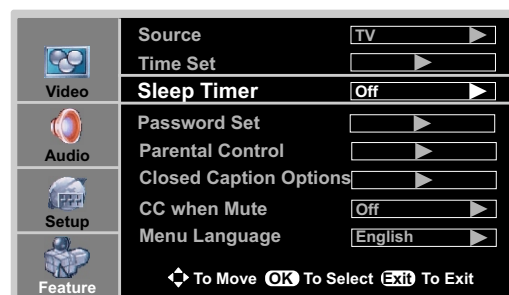 Video
Audio
Setup
Feature
Source TV
Time Set
Sleep Timer Off
Password Set
Parental Control
Closed Caption Options
CC when Mute Off
Menu Language English
To Move OK To Select Exit To Exit